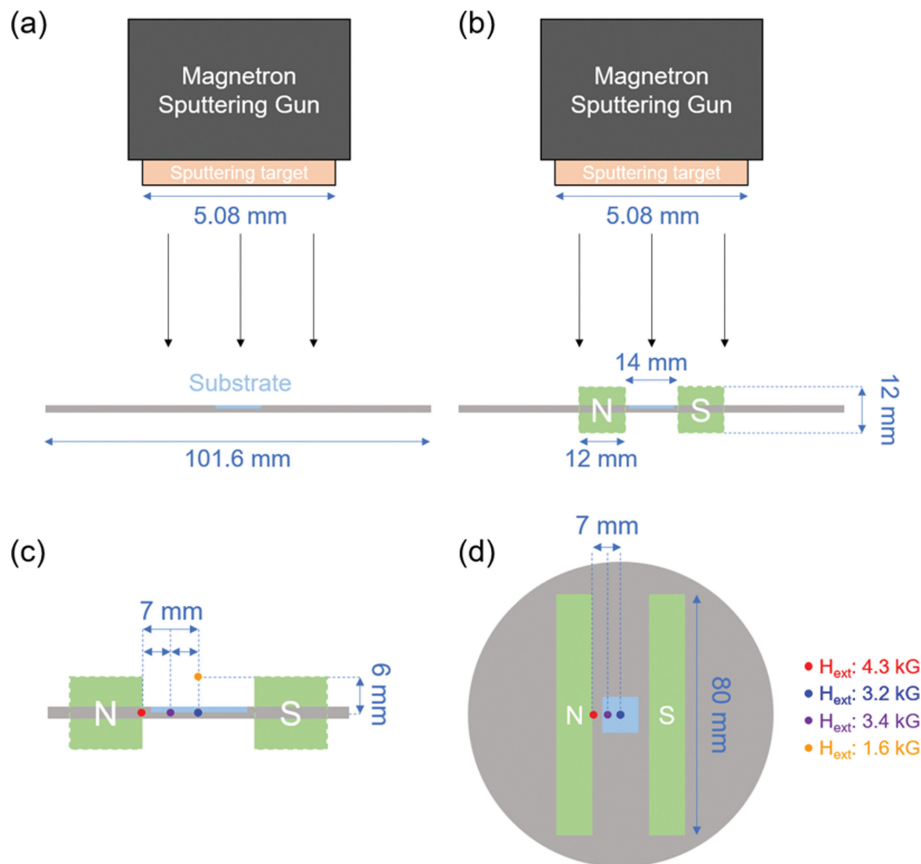 (a)
Magnetron
Sputtering Gun
Sputtering target
5.08 mm
Substrate
101.6 mm
(b)
Magnetron
Sputtering Gun
Sputtering target
5.08 mm
14 mm
N
S
12 mm
12 mm
(c)
7 mm
N
S
6 mm
(d)
7 mm
N
S
80 mm
Hext: 4.3 kG
Hext: 3.2 kG
Hext: 3.4 kG
Hext: 1.6 kG